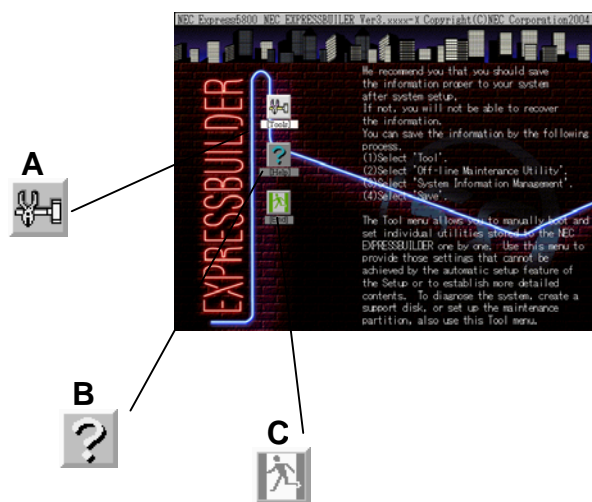 NEC Express5800 NEC EXPRESSBUILER Ver3.xxxx-X Copyright(C)NEC Corporation2004
EXPRESSBUILDER
We recommend you that you should save
the information proper to your system
after system setup.
If not, you will not be able to recover
the information.
You can save the information by the following
process.
(1)Select 'Tool'.
(2)Select 'Off-line Maintenance Utility'.
(3)Select 'System Information Management'.
(4)Select 'Save'.
The Tool menu allows you to manually boot and
set individual utilities stored to the NEC
EXPRESSBUILDER one by one. Use this menu to
provide those settings that cannot be
achieved by the automatic setup feature of
the Setup or to establish more detailed
contents. To diagnose the system, create a
support disk, or set up the maintenance
partition, also use this Tool menu.
[Tools]
[Help]
A
B
C